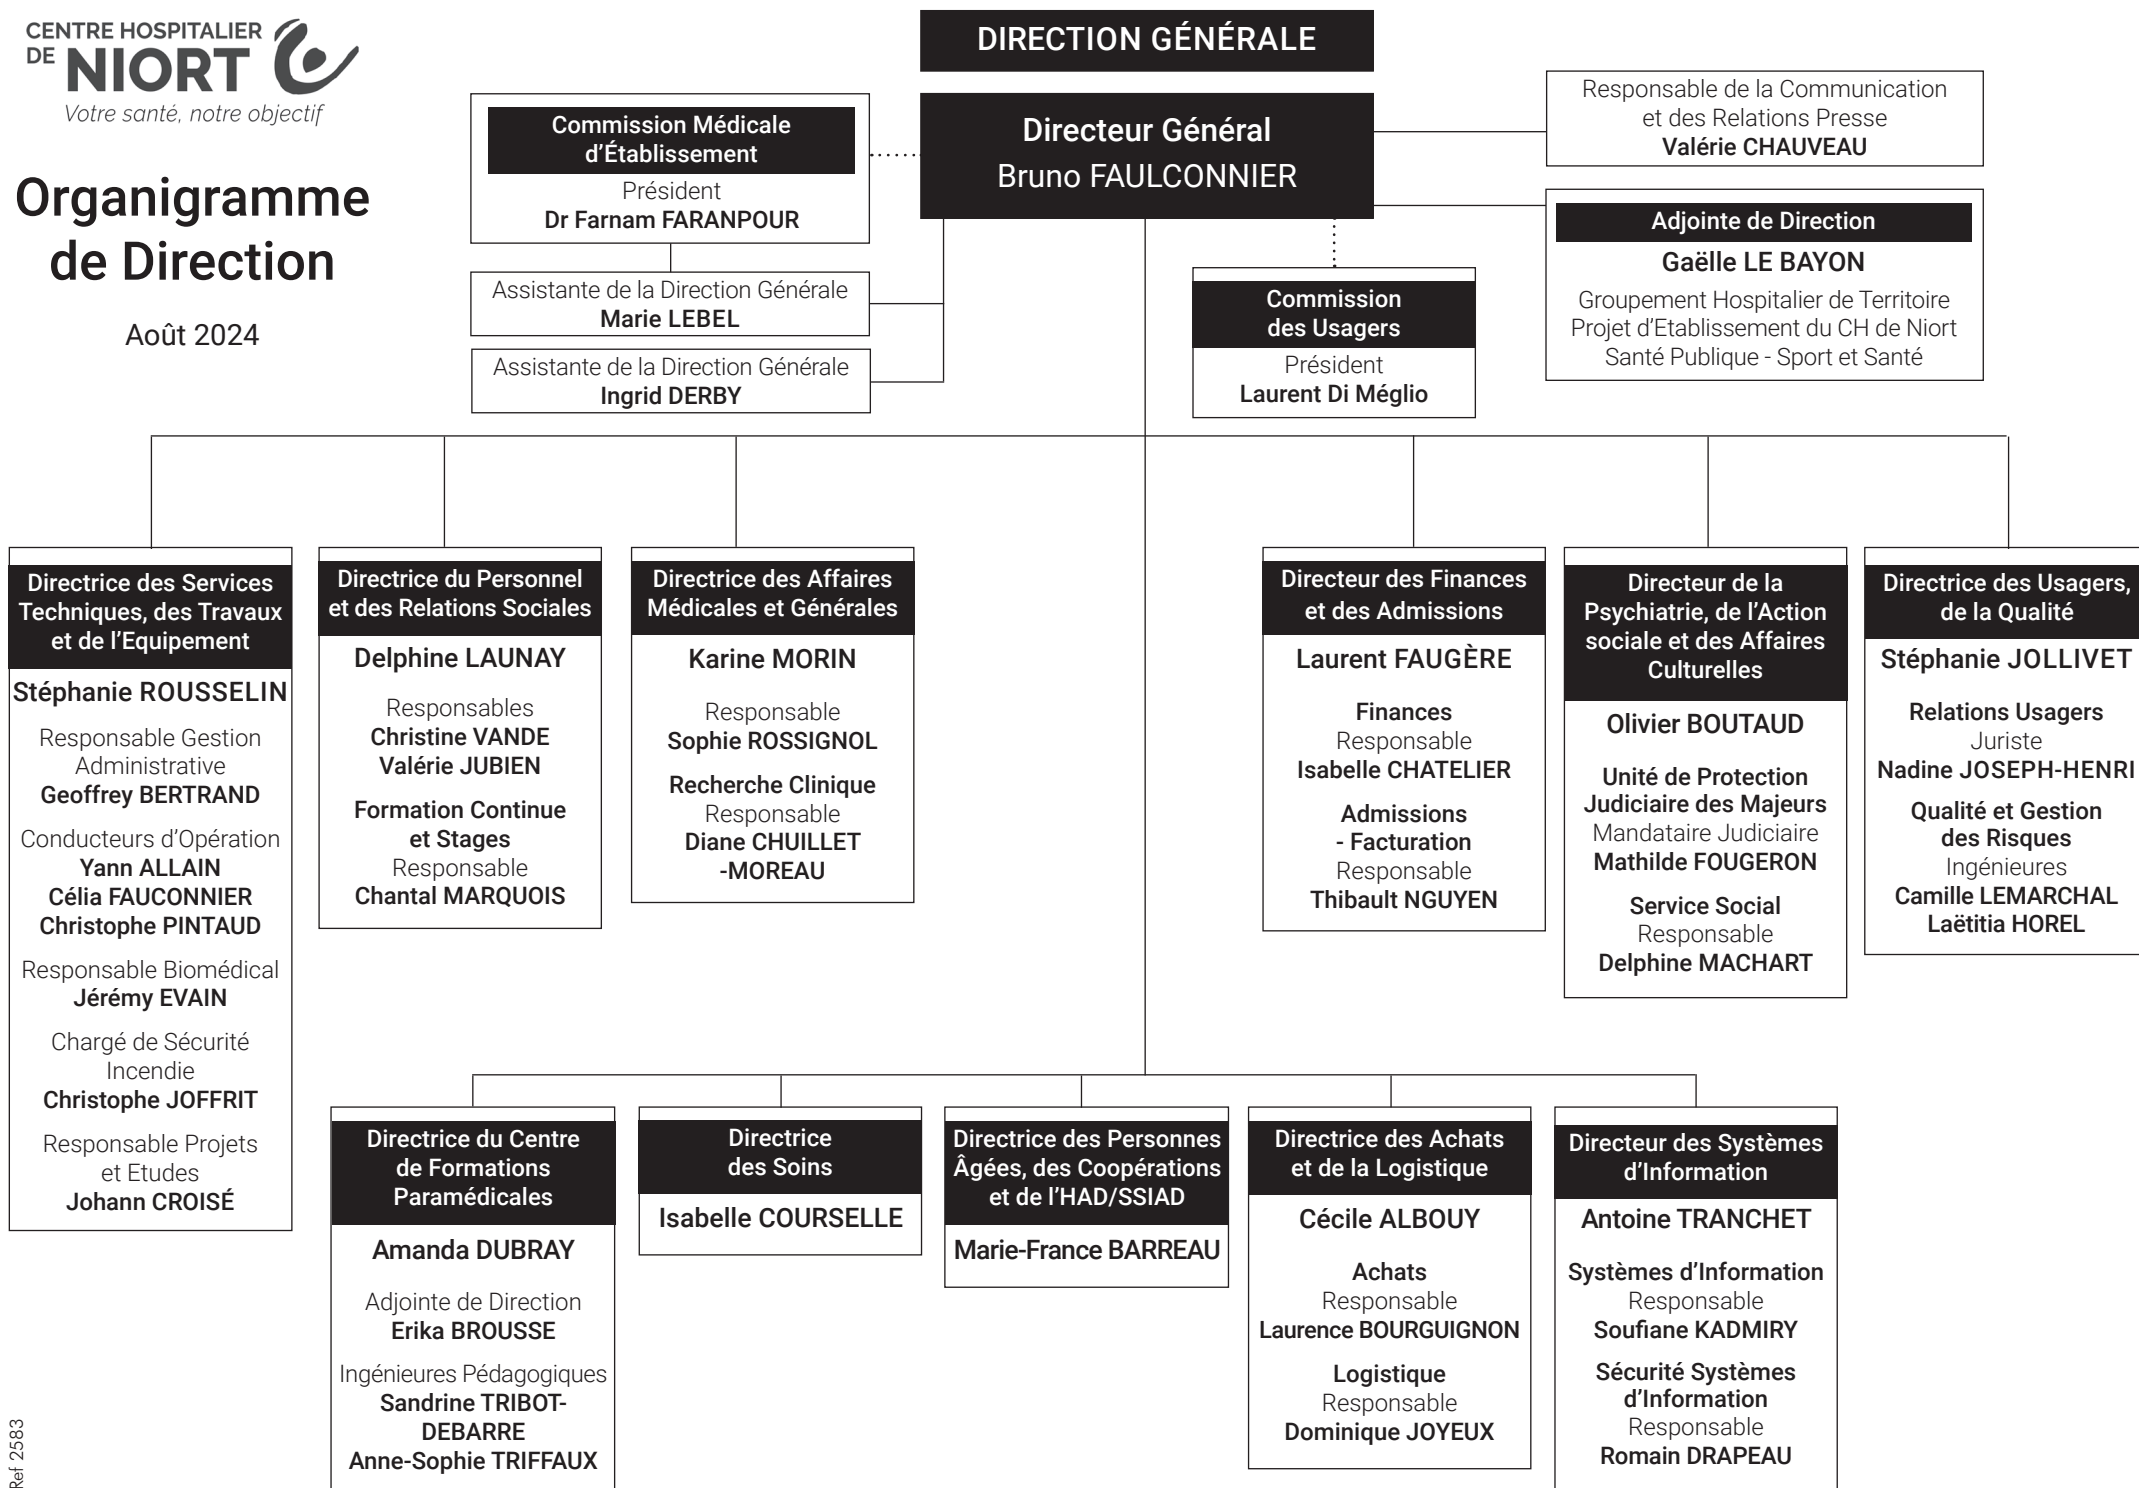 CENTRE HOSPITALIER
DE NIORT
Votre santé, notre objectif
Organigramme
de Direction
Août 2024
DIRECTION GÉNÉRALE
Directeur Général
Bruno FAULCONNIER
Commission Médicale
d'Établissement
Président
Dr Farnam FARANPOUR
Assistante de la Direction Générale
Marie LEBEL
Assistante de la Direction Générale
Ingrid DERBY
Responsable de la Communication
et des Relations Presse
Valérie CHAUVEAU
Adjointe de Direction
Gaëlle LE BAYON
Groupement Hospitalier de Territoire
Projet d'Etablissement du CH de Niort
Santé Publique - Sport et Santé
Commission
des Usagers
Président
Laurent Di Méglio
Directrice des Services
Techniques, des Travaux
et de l'Equipement
Stéphanie ROUSSELIN
Responsable Gestion
Administrative
Geoffrey BERTRAND
Conducteurs d'Opération
Yann ALLAIN
Célia FAUCONNIER
Christophe PINTAUD
Responsable Biomédical
Jérémy EVAIN
Chargé de Sécurité
Incendie
Christophe JOFFRIT
Responsable Projets
et Etudes
Johann CROISÉ
Directrice du Personnel
et des Relations Sociales
Delphine LAUNAY
Responsables
Christine VANDE
Valérie JUBIEN
Formation Continue
et Stages
Responsable
Chantal MARQUOIS
Directrice des Affaires
Médicales et Générales
Karine MORIN
Responsable
Sophie ROSSIGNOL
Recherche Clinique
Responsable
Diane CHUILLET
-MOREAU
Directeur des Finances
et des Admissions
Laurent FAUGÈRE
Finances
Responsable
Isabelle CHATELIER
Admissions
- Facturation
Responsable
Thibault NGUYEN
Directeur de la
Psychiatrie, de l'Action
sociale et des Affaires
Culturelles
Olivier BOUTAUD
Unité de Protection
Judiciaire des Majeurs
Mandataire Judiciaire
Mathilde FOUGERON
Service Social
Responsable
Delphine MACHART
Directrice des Usagers,
de la Qualité
Stéphanie JOLLIVET
Relations Usagers
Juriste
Nadine JOSEPH-HENRI
Qualité et Gestion
des Risques
Ingénieures
Camille LEMARCHAL
Laëtitia HOREL
Directrice du Centre
de Formations
Paramédicales
Amanda DUBRAY
Adjointe de Direction
Erika BROUSSE
Ingénieures Pédagogiques
Sandrine TRIBOT-
DEBARRE
Anne-Sophie TRIFFAUX
Directrice
des Soins
Isabelle COURSELLE
Directrice des Personnes
Âgées, des Coopérations
et de l'HAD/SSIAD
Marie-France BARREAU
Directrice des Achats
et de la Logistique
Cécile ALBOUY
Achats
Responsable
Laurence BOURGUIGNON
Logistique
Responsable
Dominique JOYEUX
Directeur des Systèmes
d'Information
Antoine TRANCHET
Systèmes d'Information
Responsable
Soufiane KADMIRY
Sécurité Systèmes
d'Information
Responsable
Romain DRAPEAU
Ref 2583